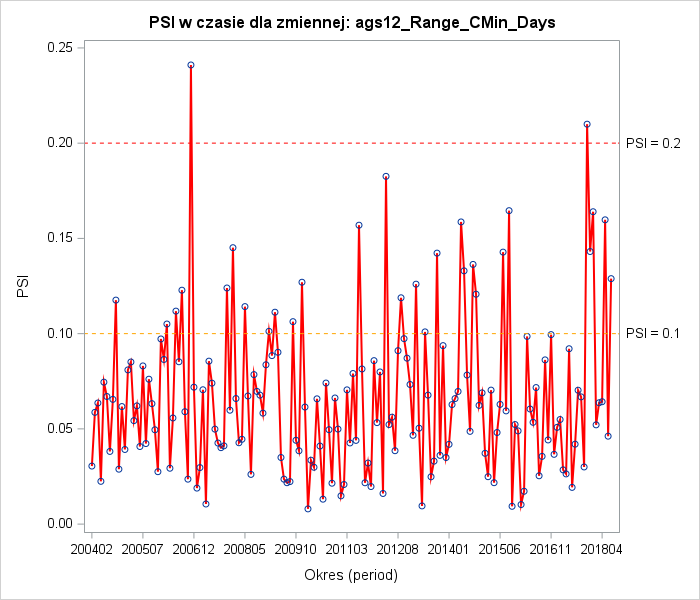 PSI w czasie dla zmiennej: ags12_Range_CMin_Days
0.25
0.20
0.15
0.10
0.05
0.00
PSI
PSI = 0.2
PSI = 0.1
200402 200507 200612 200805 200910 201103 201208 201401 201506 201611 201804
Okres (period)